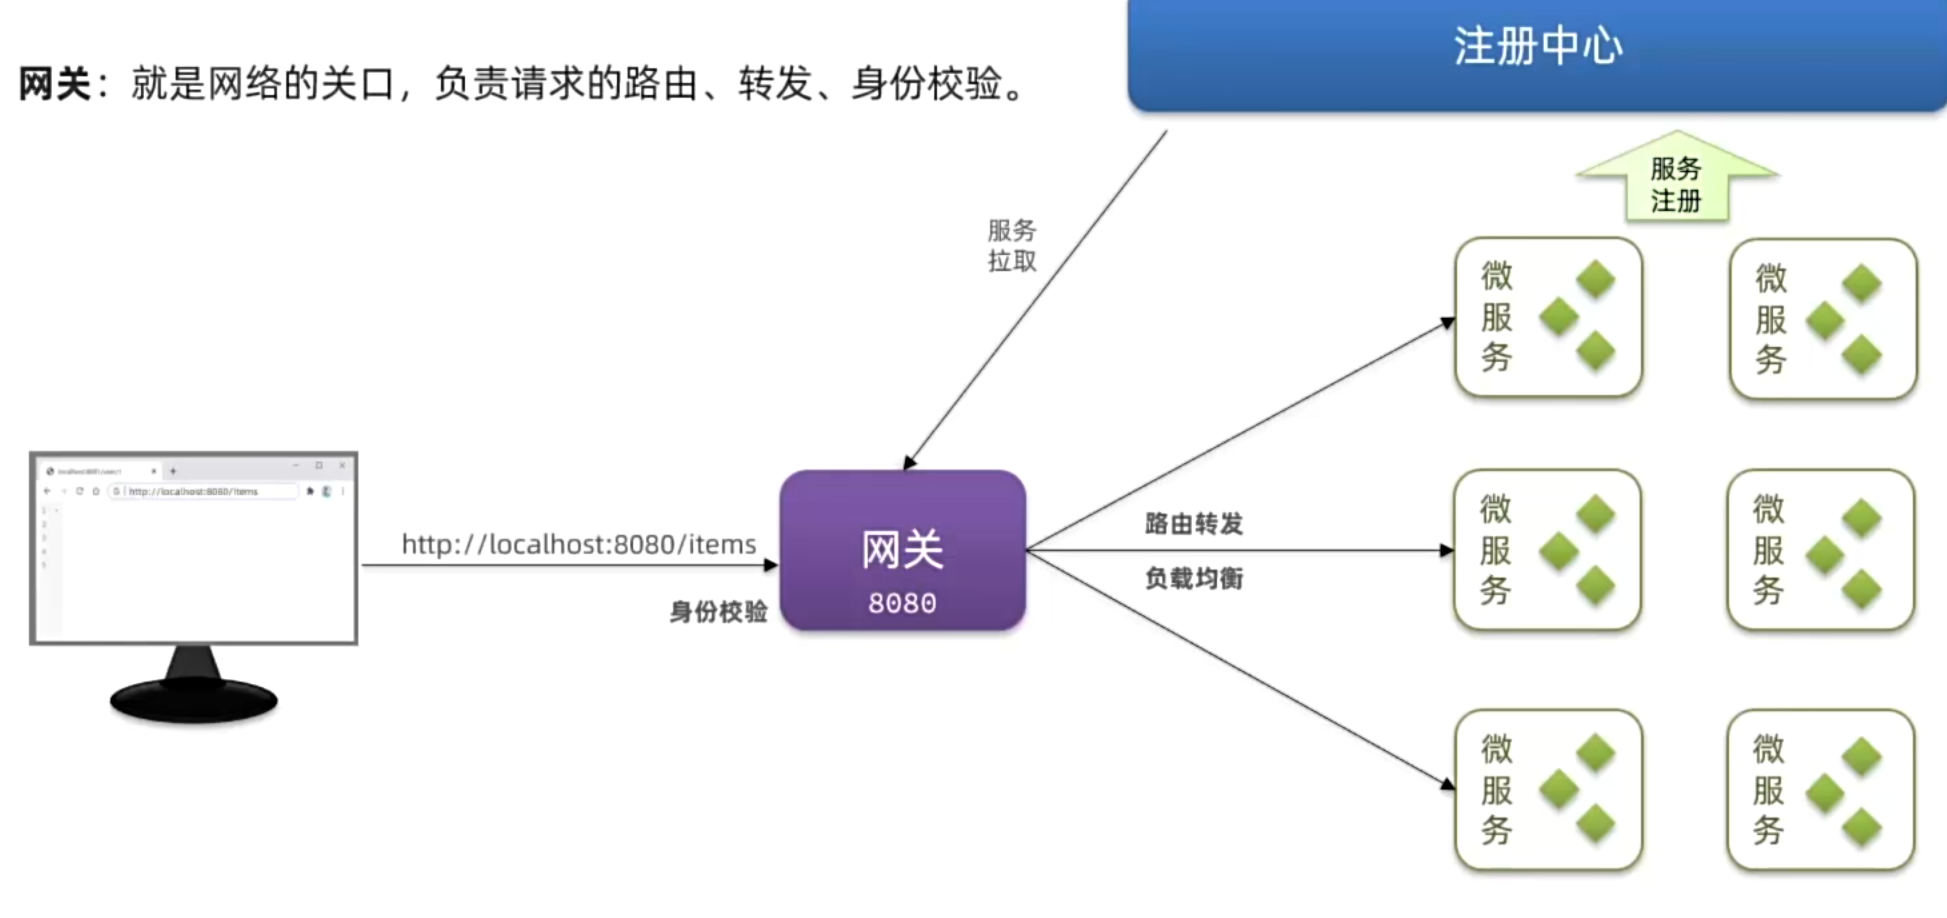 注册中心
网关：就是网络的关口，负责请求的路由、转发、身份校验。
服务
注册
服务
拉取
微
服
务
微
服
务
http://localhost:8080/items
http://localhost:8080/items
身份校验
网关
8080
路由转发
负载均衡
微
服
务
微
服
务
微
服
务
微
服
务